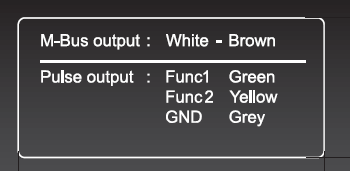 M-Bus output : White - Brown
Pulse output : Func1 Green
Func2 Yellow
GND Grey